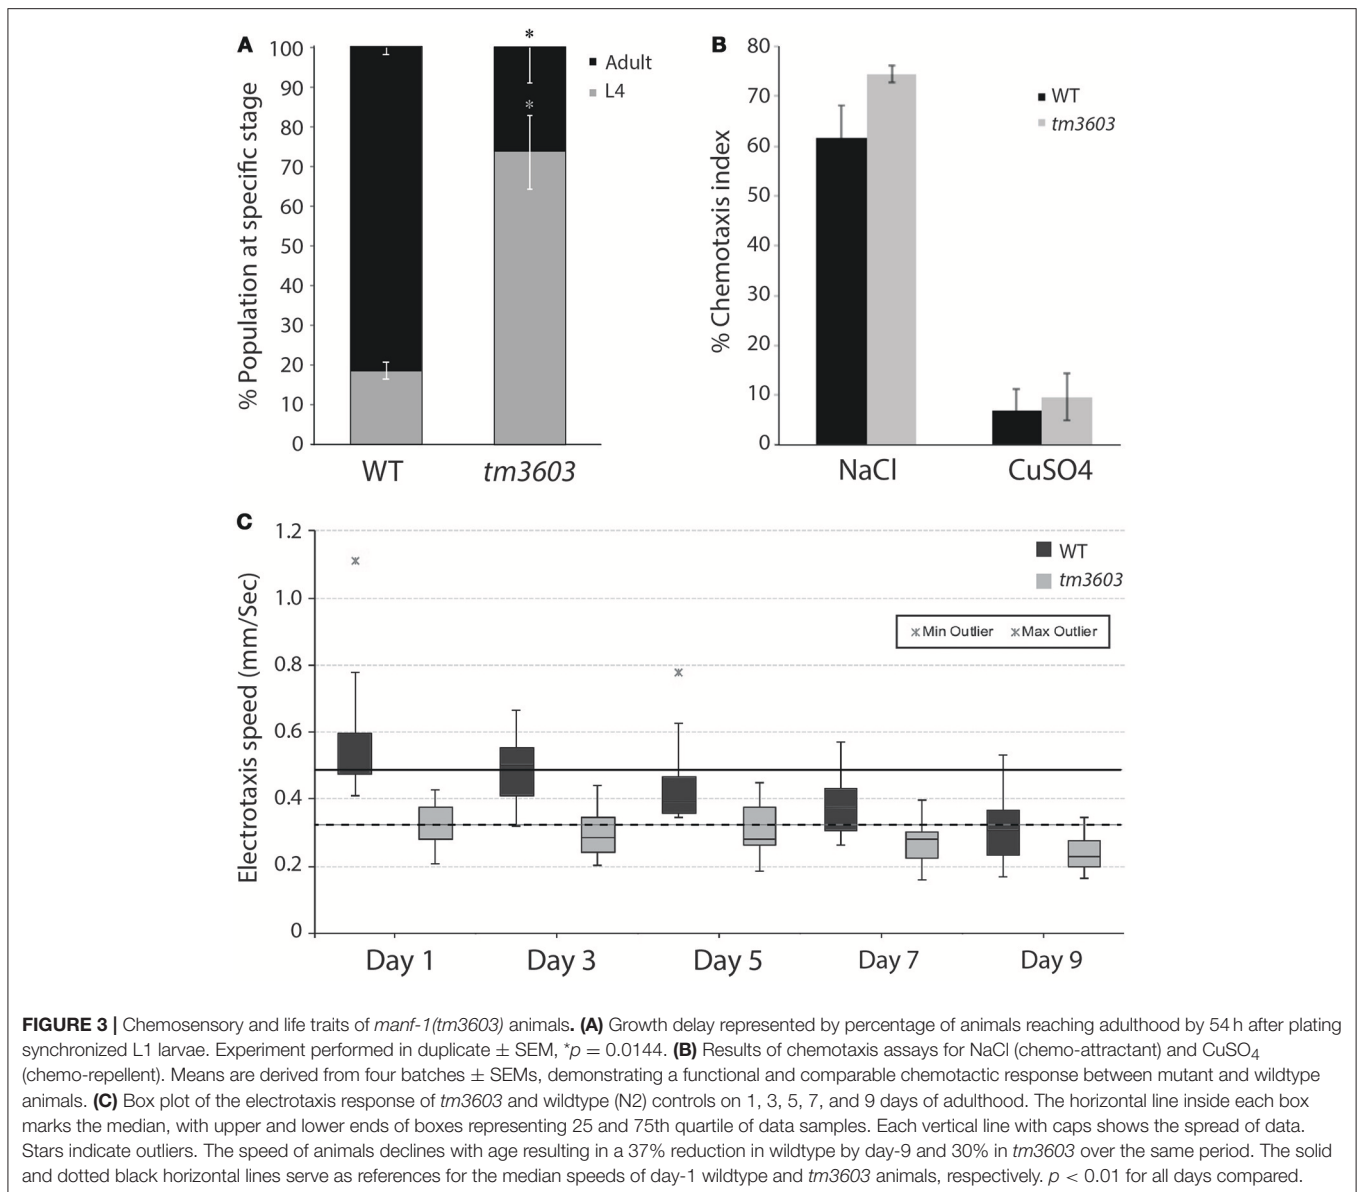 A
100
90
80
70
60
50
40
30
20
10
0
% Population at specific stage
*
*
Adult
L4
WT
tm3603
B
80
70
60
50
40
30
20
10
0
% Chemotaxis index
WT
tm3603
NaCl
CuSO4
C
1.2
1.0
0.8
0.6
0.4
0.2
0
Electrotaxis speed (mm/Sec)
WT
tm3603
Min Outlier Max Outlier
Day 1 Day 3 Day 5 Day 7 Day 9
FIGURE 3 | Chemosensory and life traits of manf-1(tm3603) animals. (A) Growth delay represented by percentage of animals reaching adulthood by 54 h after plating
synchronized L1 larvae. Experiment performed in duplicate ± SEM, *p = 0.0144. (B) Results of chemotaxis assays for NaCl (chemo-attractant) and CuSO₄
(chemo-repellent). Means are derived from four batches ± SEMs, demonstrating a functional and comparable chemotactic response between mutant and wildtype
animals. (C) Box plot of the electrotaxis response of tm3603 and wildtype (N2) controls on 1, 3, 5, 7, and 9 days of adulthood. The horizontal line inside each box
marks the median, with upper and lower ends of boxes representing 25 and 75th quartile of data samples. Each vertical line with caps shows the spread of data.
Stars indicate outliers. The speed of animals declines with age resulting in a 37% reduction in wildtype by day-9 and 30% in tm3603 over the same period. The solid
and dotted black horizontal lines serve as references for the median speeds of day-1 wildtype and tm3603 animals, respectively. p < 0.01 for all days compared.